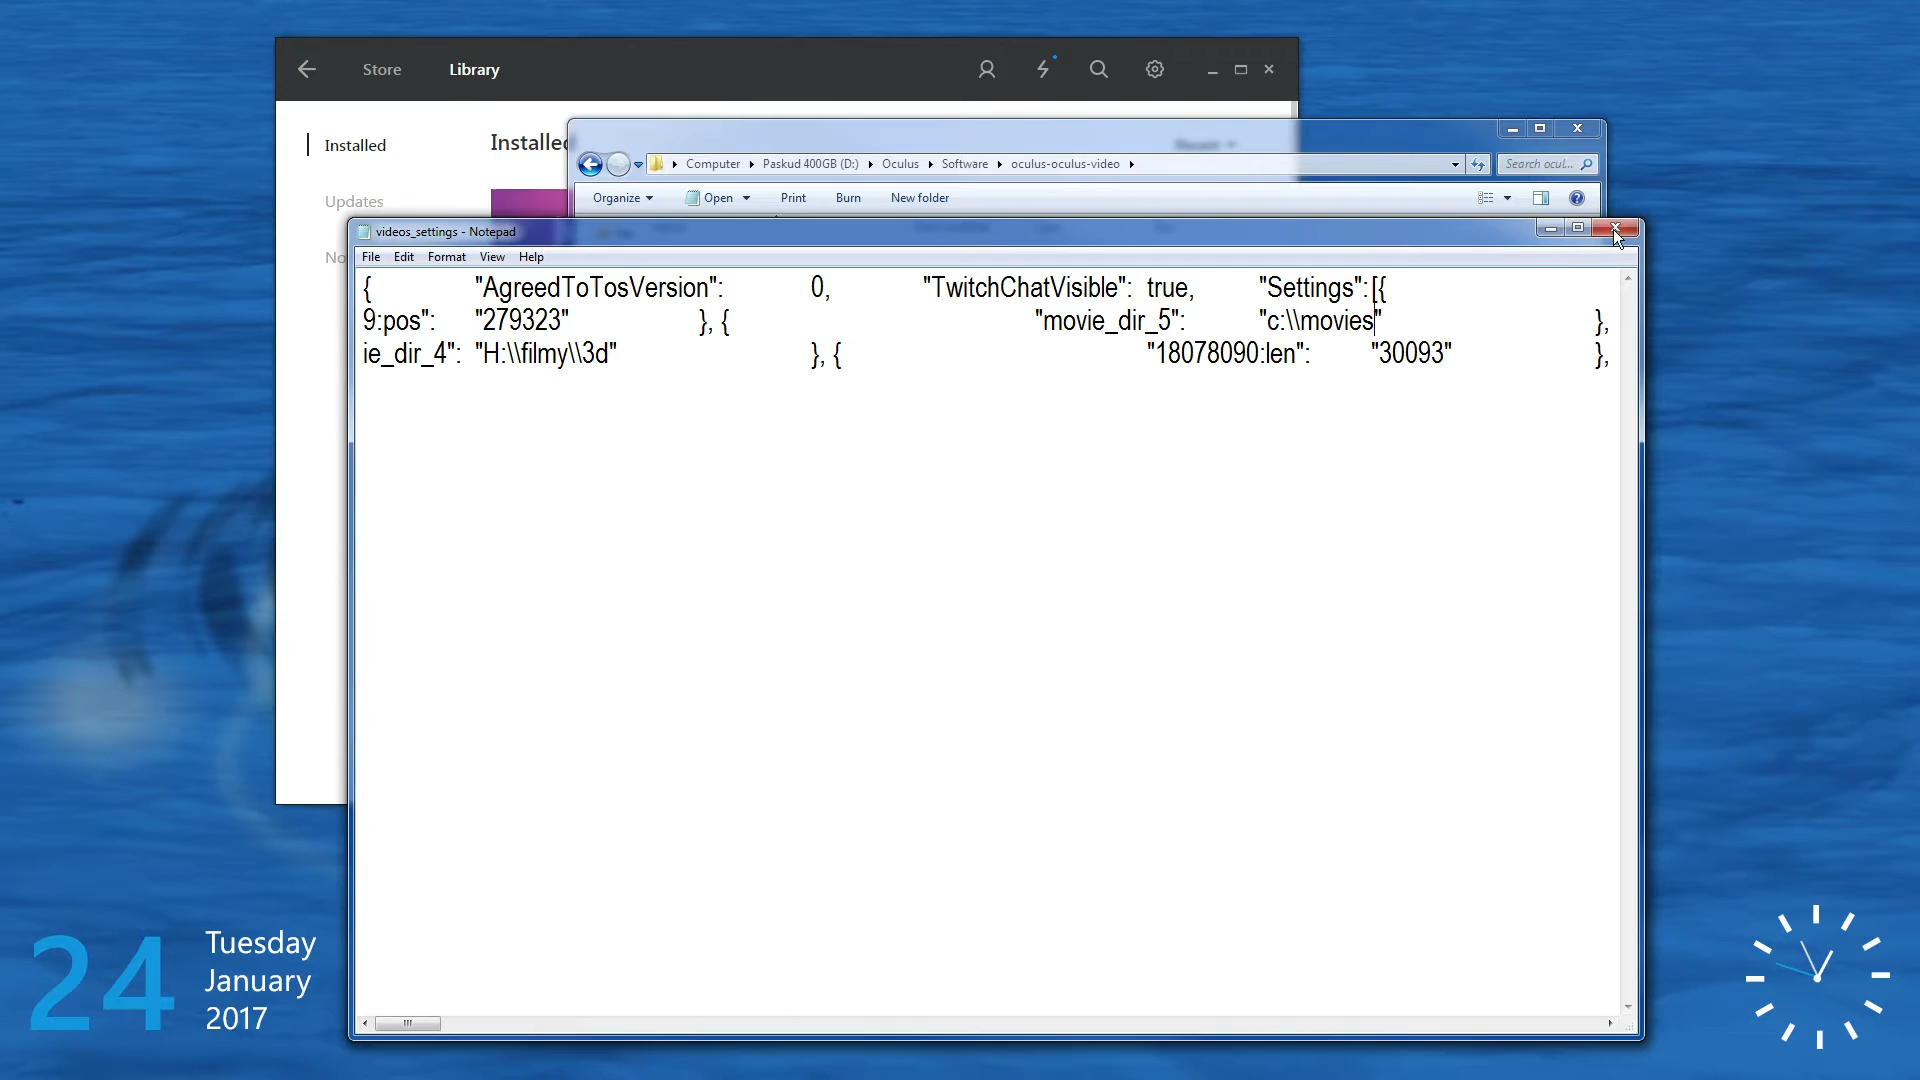 Store Library
Installed
Installed
Updates
No
Computer Paskud 400GB (D:) Oculus Software oculus-oculus-video
Search ocul...
Organize Open Print Burn New folder
videos_settings - Notepad
File Edit Format View Help
{ "AgreedToTosVersion": 0, "TwitchChatVisible": true, "Settings":[{
9:pos": "279323" }, { "movie_dir_5": "c:\\movies" },
ie_dir_4": "H:\\filmy\\3d" }, { "18078090:len": "30093" },
24
Tuesday
January
2017